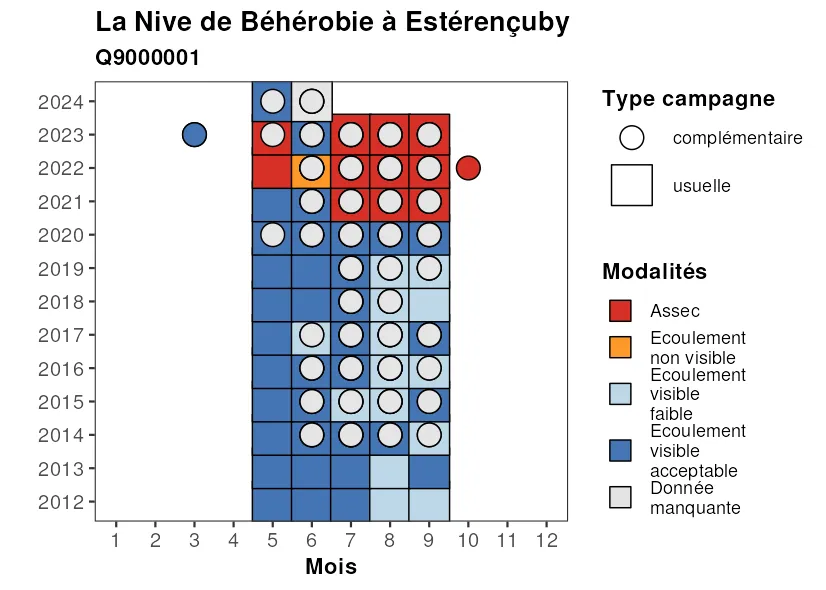 La Nive de Béhérobie à Estérençuby
Q9000001
2024
2023
2022
2021
2020
2019
2018
2017
2016
2015
2014
2013
2012
1 2 3 4 5 6 7 8 9 10 11 12
Mois
Type campagne
complémentaire
usuelle
Modalités
Assec
Ecoulement
non visible
Ecoulement
visible
faible
Ecoulement
visible
acceptable
Donnée
manquante